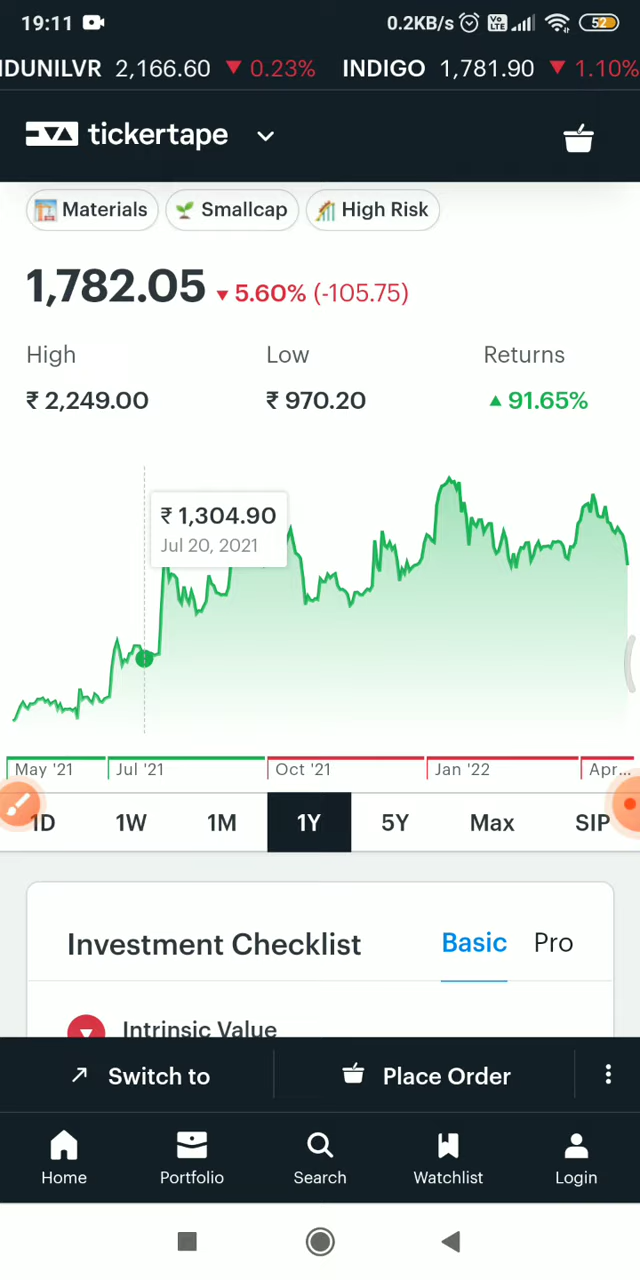 19:11 0.2KB/s Vo LTE 52
IDUNILVR 2,166.60 ▼ 0.23% INDIGO 1,781.90 ▼ 1.10%
tickertape
Materials Smallcap High Risk
1,782.05 ▼ 5.60% (-105.75)
High Low Returns
₹ 2,249.00 ₹ 970.20 ▲ 91.65%
₹ 1,304.90
Jul 20, 2021
May '21 Jul '21 Oct '21 Jan '22 Apr...
1D 1W 1M 1Y 5Y Max SIP
Investment Checklist Basic Pro
Intrinsic Value
Switch to Place Order
Home Portfolio Search Watchlist Login